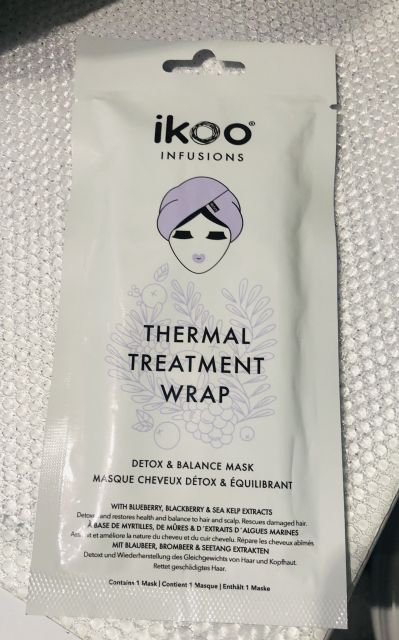 ikoo®
INFUSIONS
THERMAL
TREATMENT
WRAP
DETOX & BALANCE MASK
MASQUE CHEVEUX DÉTOX & ÉQUILIBRANT
WITH BLUEBERRY, BLACKBERRY & SEA KELP EXTRACTS
and restores health and balance to hair and scalp. Rescues damaged hair.
À BASE DE MYRTILLES, DE MÛRES & D´EXTRAITS D´ALGUES MARINES
et améliore la nature du cheveu et du cuir chevelu. Répare les cheveux abîmés
MIT BLAUBEER, BROMBEER & SEETANG EXTRAKTEN
Detoxt und Wiederherstellung des Gleichgewichts von Haar und Kopfhaut.
Rettet geschädigtes Haar.
Contains 1 Mask | Contient 1 Masque | Enthält 1 Maske